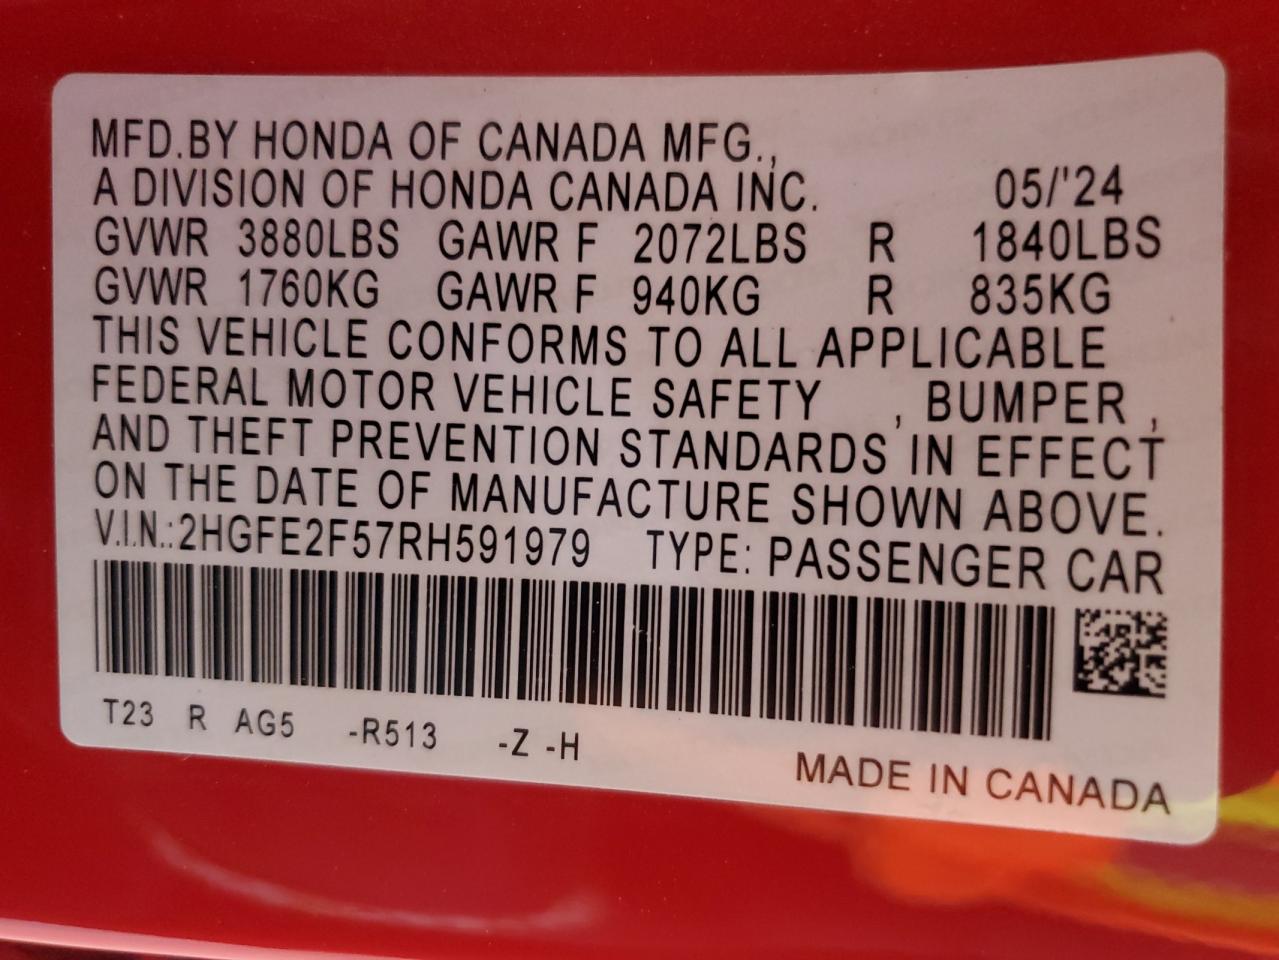 MFD.BY HONDA OF CANADA MFG.,
A DIVISION OF HONDA CANADA INC. 05/'24
GVWR 3880LBS GAWR F 2072LBS R 1840LBS
GVWR 1760KG GAWR F 940KG R 835KG
THIS VEHICLE CONFORMS TO ALL APPLICABLE
FEDERAL MOTOR VEHICLE SAFETY , BUMPER ,
AND THEFT PREVENTION STANDARDS IN EFFECT
ON THE DATE OF MANUFACTURE SHOWN ABOVE.
V.I.N.:2HGFE2F57RH591979 TYPE: PASSENGER CAR
T23 R AG5 -R513 -Z -H
MADE IN CANADA